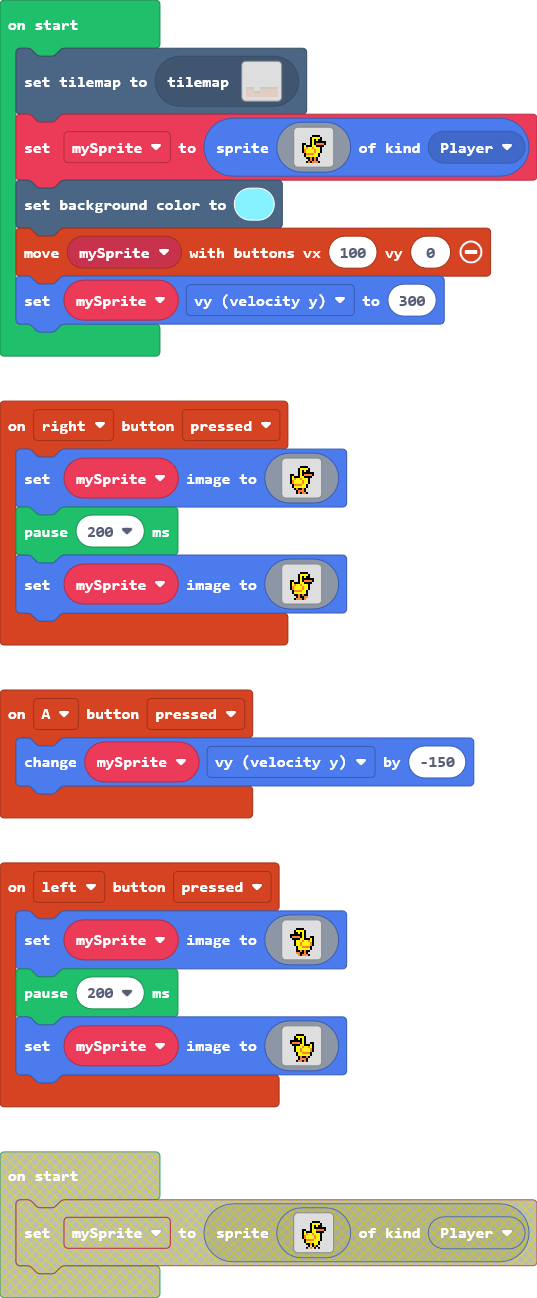 on start
set tilemap to tilemap
set mySprite to sprite of kind Player
set background color to
move mySprite with buttons vx 100 vy 0
set mySprite vy (velocity y) to 300
on right button pressed
set mySprite image to
pause 200 ms
set mySprite image to
on A button pressed
change mySprite vy (velocity y) by -150
on left button pressed
set mySprite image to
pause 200 ms
set mySprite image to
on start
set mySprite to sprite of kind Player